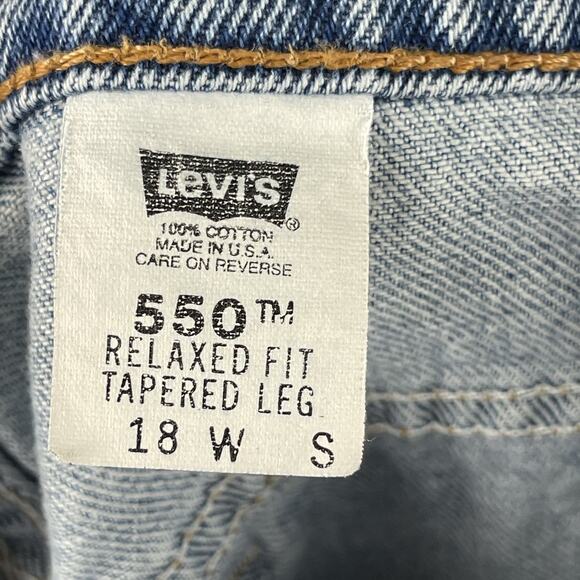 Levi's ®
100% COTTON
MADE IN U.S.A.
CARE ON REVERSE
550™
RELAXED FIT
TAPERED LEG
18 W S